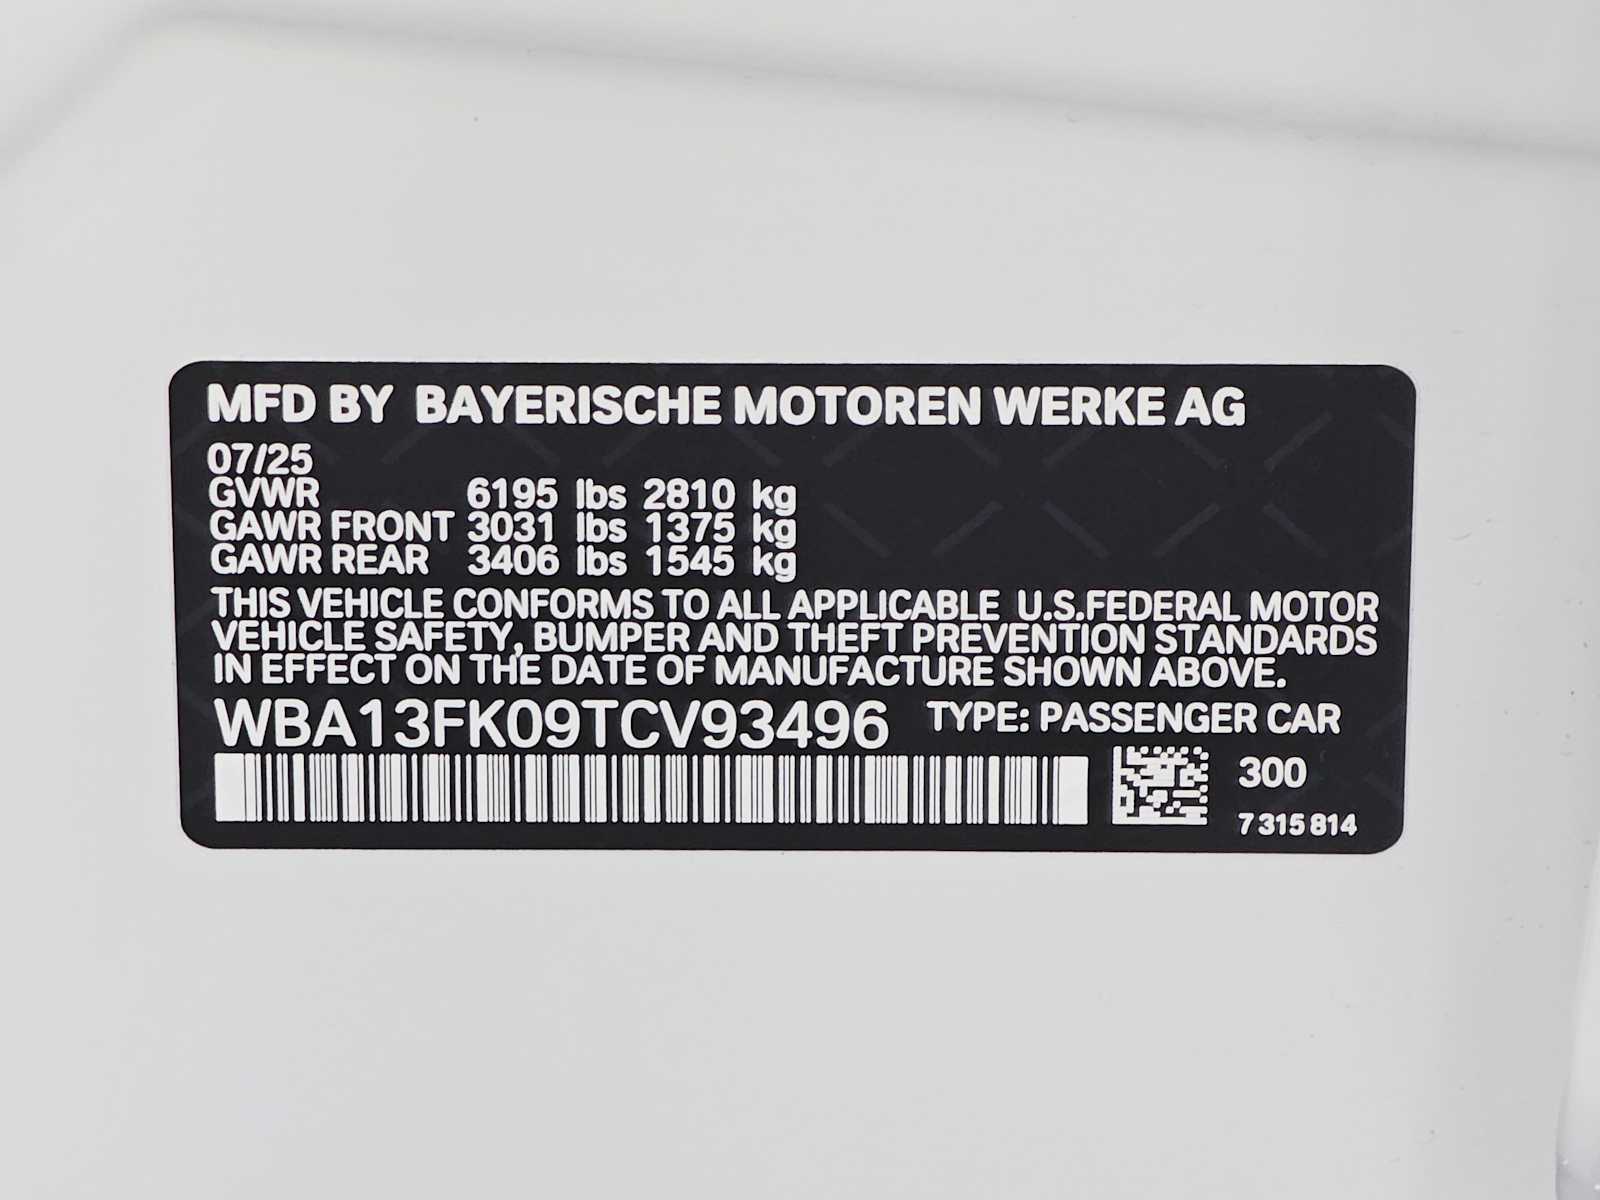 MFD BY BAYERISCHE MOTOREN WERKE AG
07/25
GVWR 6195 lbs 2810 kg
GAWR FRONT 3031 lbs 1375 kg
GAWR REAR 3406 lbs 1545 kg
THIS VEHICLE CONFORMS TO ALL APPLICABLE U.S.FEDERAL MOTOR
VEHICLE SAFETY, BUMPER AND THEFT PREVENTION STANDARDS
IN EFFECT ON THE DATE OF MANUFACTURE SHOWN ABOVE.
WBA13FK09TCV93496 TYPE: PASSENGER CAR
300
7 315 814